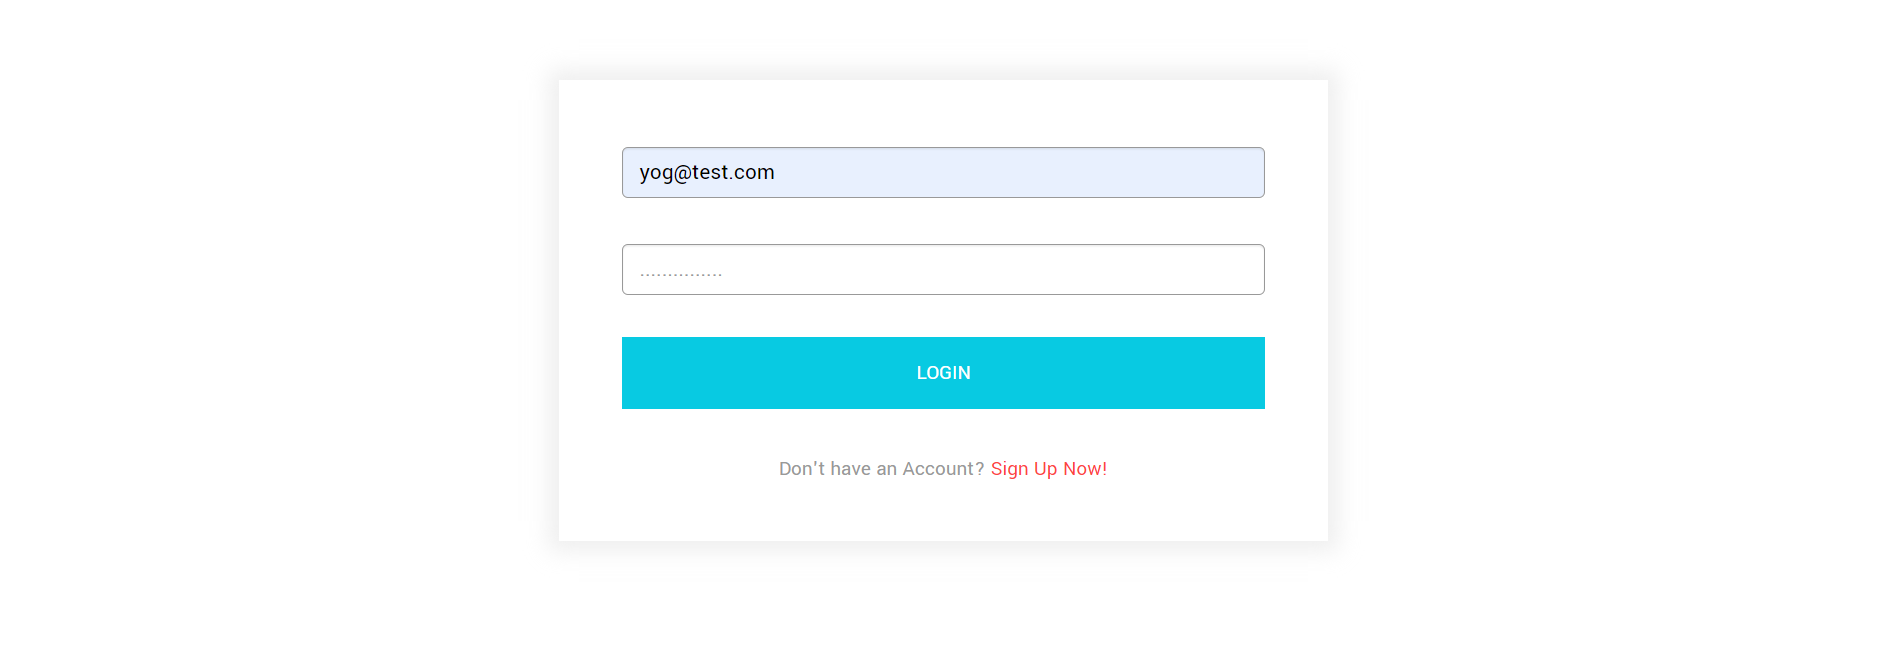 yog@test.com
...............
LOGIN
Don't have an Account? Sign Up Now!